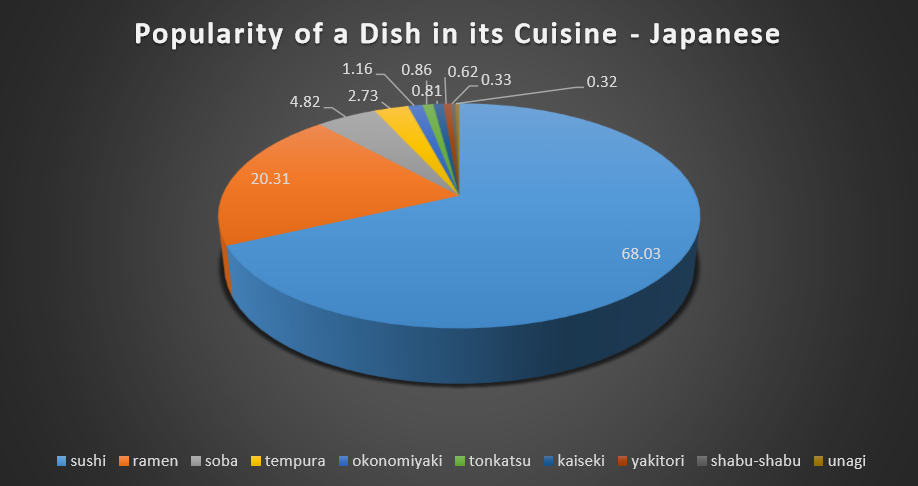 Popularity of a Dish in its Cuisine - Japanese
1.16 0.86 0.62 0.33 0.32
4.82 2.73 0.81
20.31
68.03
sushi ramen soba tempura okonomiyaki tonkatsu kaiseki yakitori shabu-shabu unagi